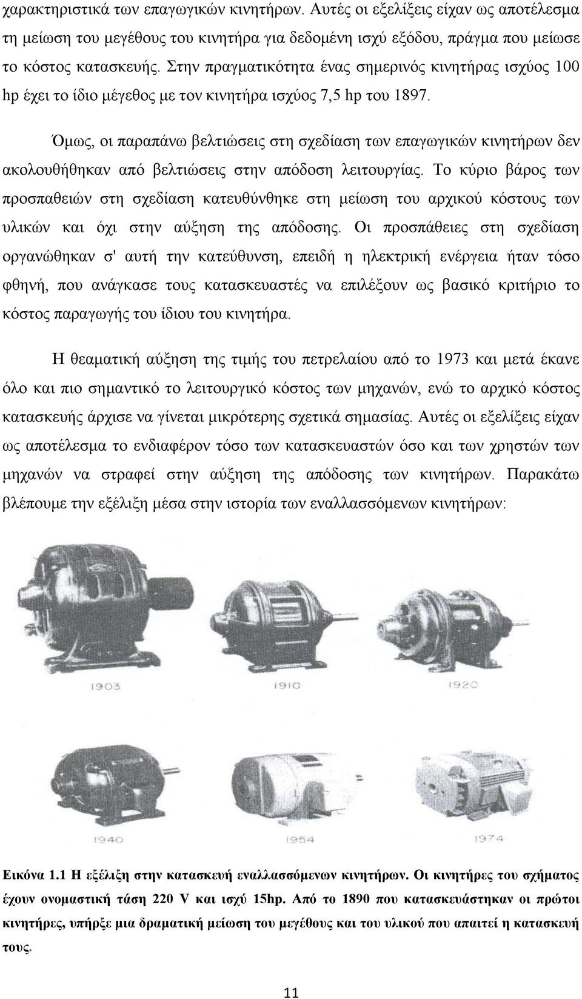 χαρακτηριστικά των επαγωγικών κινητήρων. Αυτές οι εξελίξεις είχαν ως αποτέλεσμα
τη μείωση του μεγέθους του κινητήρα για δεδομένη ισχύ εξόδου, πράγμα που μείωσε
το κόστος κατασκευής. Στην πραγματικότητα ένας σημερινός κινητήρας ισχύος 100
hp έχει το ίδιο μέγεθος με τον κινητήρα ισχύος 7,5 hp του 1897.
Όμως, οι παραπάνω βελτιώσεις στη σχεδίαση των επαγωγικών κινητήρων δεν
ακολουθήθηκαν από βελτιώσεις στην απόδοση λειτουργίας. Το κύριο βάρος των
προσπαθειών στη σχεδίαση κατευθύνθηκε στη μείωση του αρχικού κόστους των
υλικών και όχι στην αύξηση της απόδοσης. Οι προσπάθειες στη σχεδίαση
οργανώθηκαν σ' αυτή την κατεύθυνση, επειδή η ηλεκτρική ενέργεια ήταν τόσο
φθηνή, που ανάγκασε τους κατασκευαστές να επιλέξουν ως βασικό κριτήριο το
κόστος παραγωγής του ίδιου του κινητήρα.
Η θεαματική αύξηση της τιμής του πετρελαίου από το 1973 και μετά έκανε
όλο και πιο σημαντικό το λειτουργικό κόστος των μηχανών, ενώ το αρχικό κόστος
κατασκευής άρχισε να γίνεται μικρότερης σχετικά σημασίας. Αυτές οι εξελίξεις είχαν
ως αποτέλεσμα το ενδιαφέρον τόσο των κατασκευαστών όσο και των χρηστών των
μηχανών να στραφεί στην αύξηση της απόδοσης των κινητήρων. Παρακάτω
βλέπουμε την εξέλιξη μέσα στην ιστορία των εναλλασσόμενων κινητήρων:
1903 1910 1920
1940 1954 1974
Εικόνα 1.1 Η εξέλιξη στην κατασκευή εναλλασσόμενων κινητήρων. Οι κινητήρες του σχήματος
έχουν ονομαστική τάση 220 V και ισχύ 15hp. Από το 1890 που κατασκευάστηκαν οι πρώτοι
κινητήρες, υπήρξε μια δραματική μείωση του μεγέθους και του υλικού που απαιτεί η κατασκευή
τους.
11